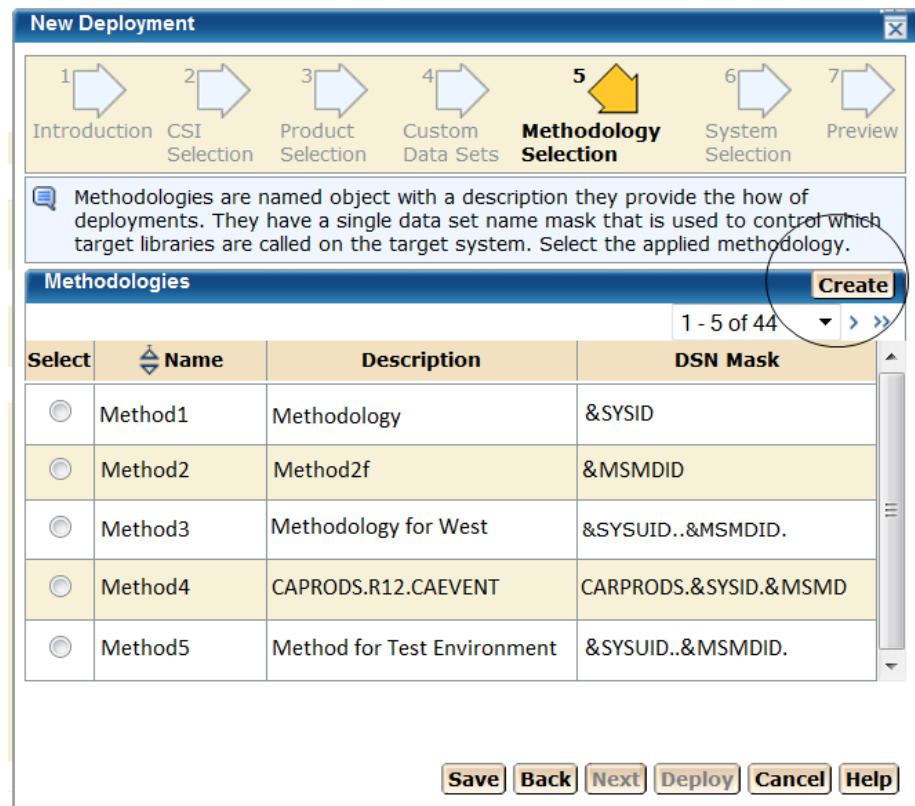 New Deployment
1 2 3 4 5 6 7
Introduction CSI Selection Product Selection Custom Data Sets Methodology Selection System Selection Preview
Methodologies are named object with a description they provide the how of
deployments. They have a single data set name mask that is used to control which
target libraries are called on the target system. Select the applied methodology.
Methodologies Create
1 - 5 of 44
Select Name Description DSN Mask
Method1 Methodology &SYSID
Method2 Method2f &MSMDID
Method3 Methodology for West &SYSUID..&MSMDID.
Method4 CAPRODS.R12.CAEVENT CARPRODS.&SYSID.&MSMD
Method5 Method for Test Environment &SYSUID..&MSMDID.
Save Back Next Deploy Cancel Help